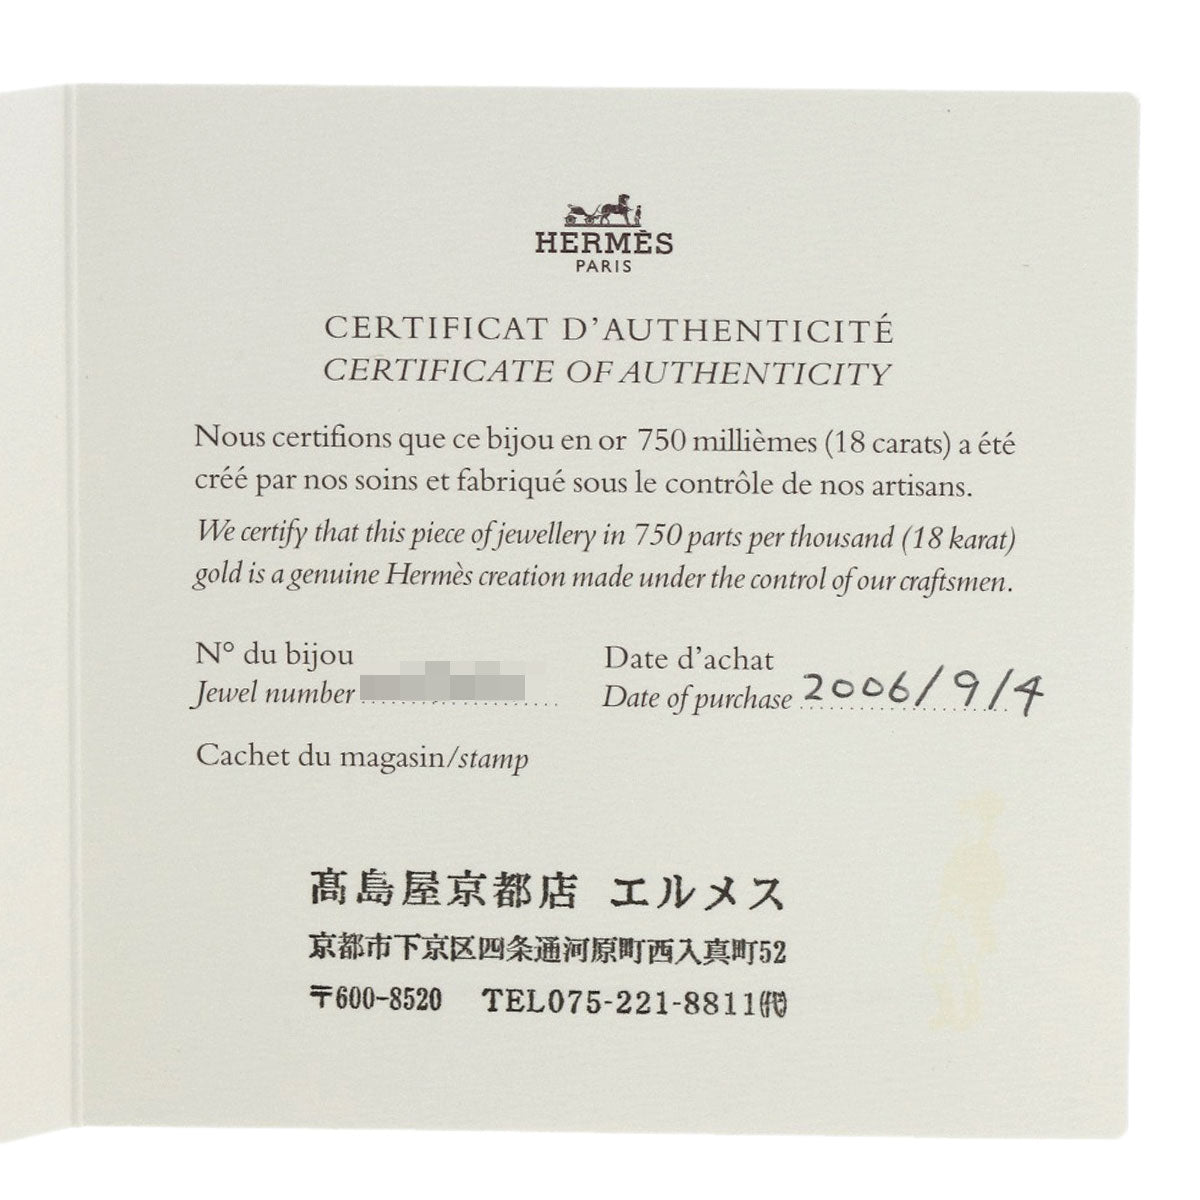 HERMÈS
PARIS
CERTIFICAT D'AUTHENTICITÉ
CERTIFICATE OF AUTHENTICITY
Nous certifions que ce bijou en or 750 millièmes (18 carats) a été
créé par nos soins et fabriqué sous le contrôle de nos artisans.
We certify that this piece of jewellery in 750 parts per thousand (18 karat)
gold is a genuine Hermès creation made under the control of our craftsmen.
N° du bijou
Jewel number
Date d'achat
Date of purchase 2006/9/4
Cachet du magasin/stamp
髙島屋京都店 エルメス
京都市下京区四条通河原町西入真町52
〒600-8520 TEL075-221-8811㈹